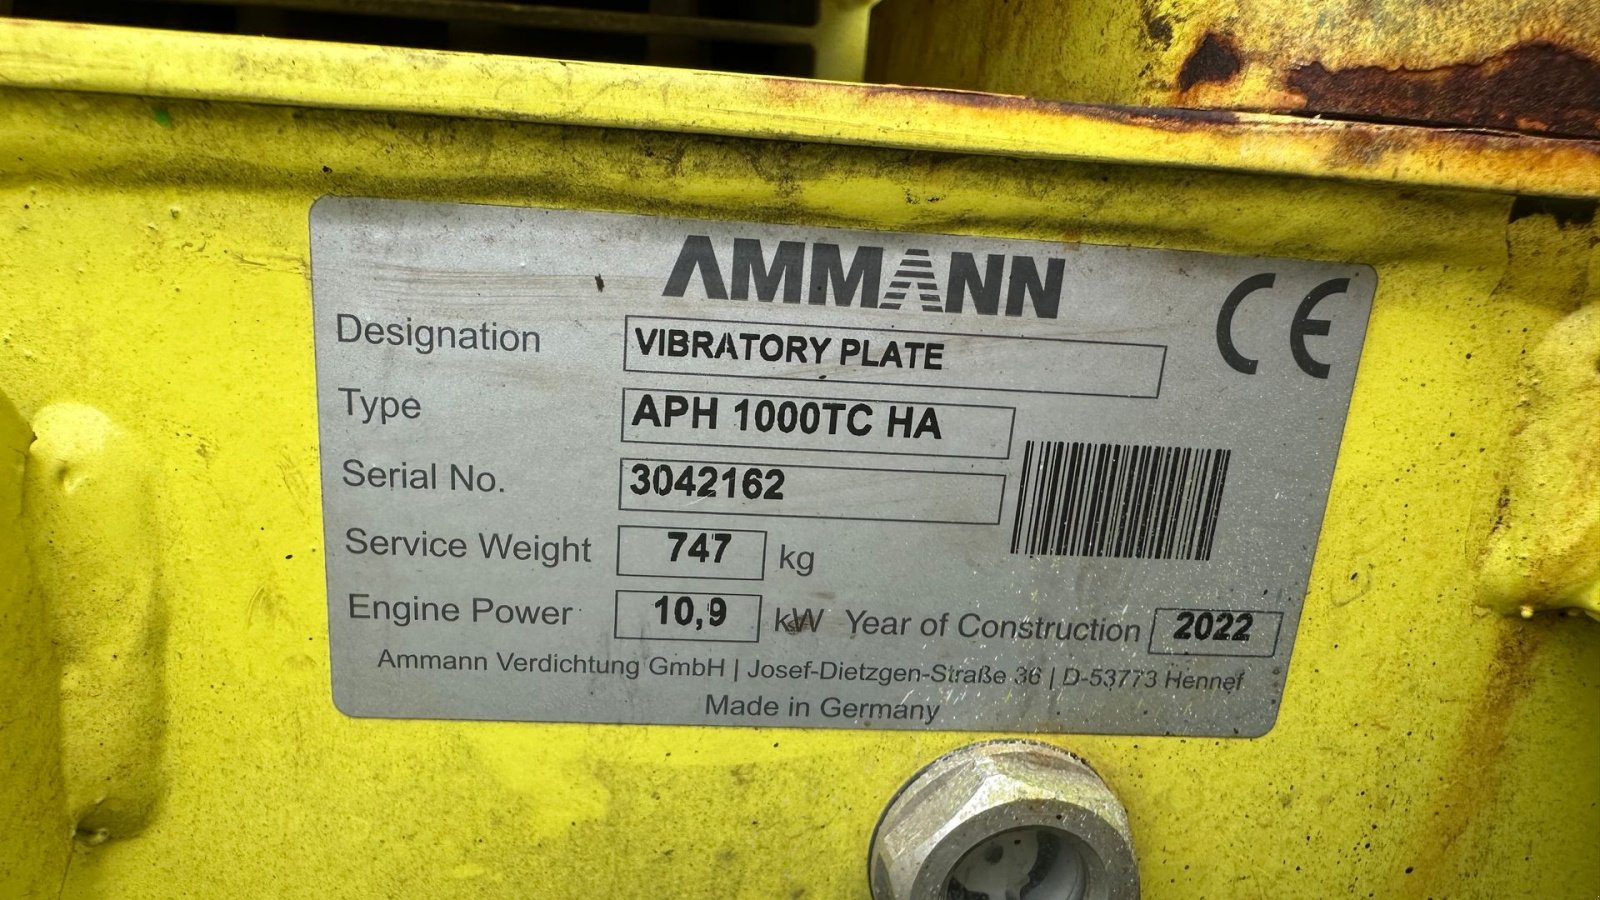 AMMANN
CE
Designation VIBRATORY PLATE
Type APH 1000TC HA
Serial No. 3042162
Service Weight 747 kg
Engine Power 10,9 kW Year of Construction 2022
Ammann Verdichtung GmbH | Josef-Dietzgen-Straße 36 | D-53773 Hennef
Made in Germany